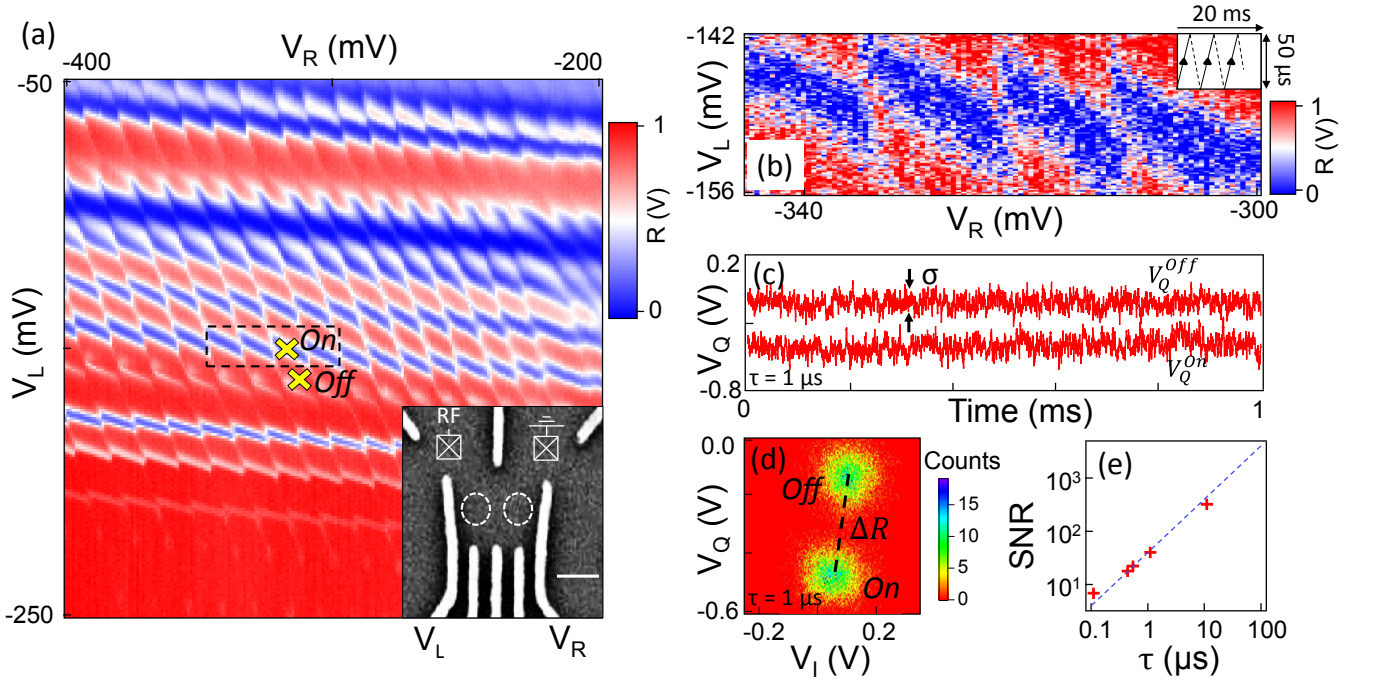 (a)
V_R (mV)
-400
-200
-50
V_L (mV)
-250
1
R (V)
0
On
Off
RF
V_L
V_R
20 ms
50 µs
-142
V_L (mV)
-156
(b)
-340
-300
V_R (mV)
1
R (V)
0
(c)
0.2
V_Q (V)
-0.8
σ
V_Q^{Off}
V_Q^{On}
τ = 1 µs
0
Time (ms)
1
(d)
0.0
V_Q (V)
-0.6
Off
ΔR
On
τ = 1 µs
-0.2
0.2
V_I (V)
Counts
15
10
5
0
(e)
SNR
10^3
10^2
10^1
0.1
1
10
100
τ (µs)